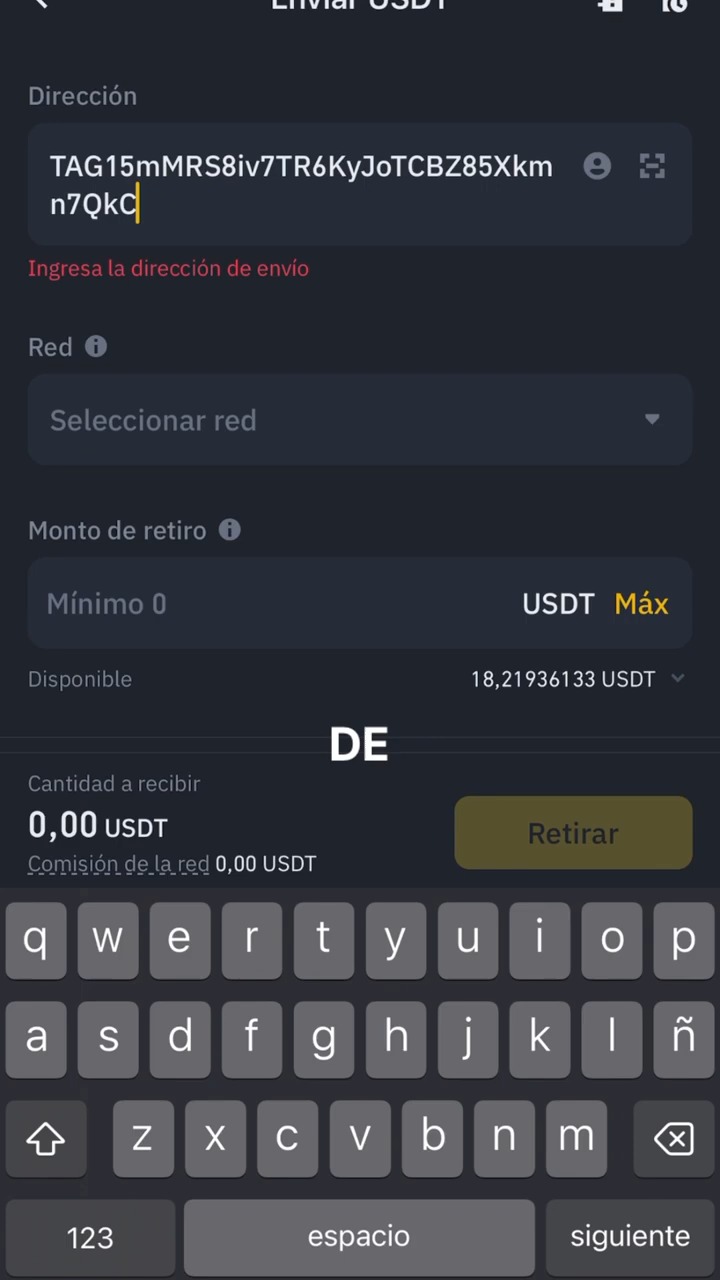 Enviar USDT
Dirección
TAG15mMRS8iv7TR6KyJoTCBZ85Xkm
n7QkC
Ingresa la dirección de envío
Red
Seleccionar red
Monto de retiro
Mínimo 0 USDT Máx
Disponible 18,21936133 USDT
DE
Cantidad a recibir
0,00 USDT
Retirar
Comisión de la red 0,00 USDT
q w e r t y u i o p
a s d f g h j k l ñ
z x c v b n m
123 espacio siguiente